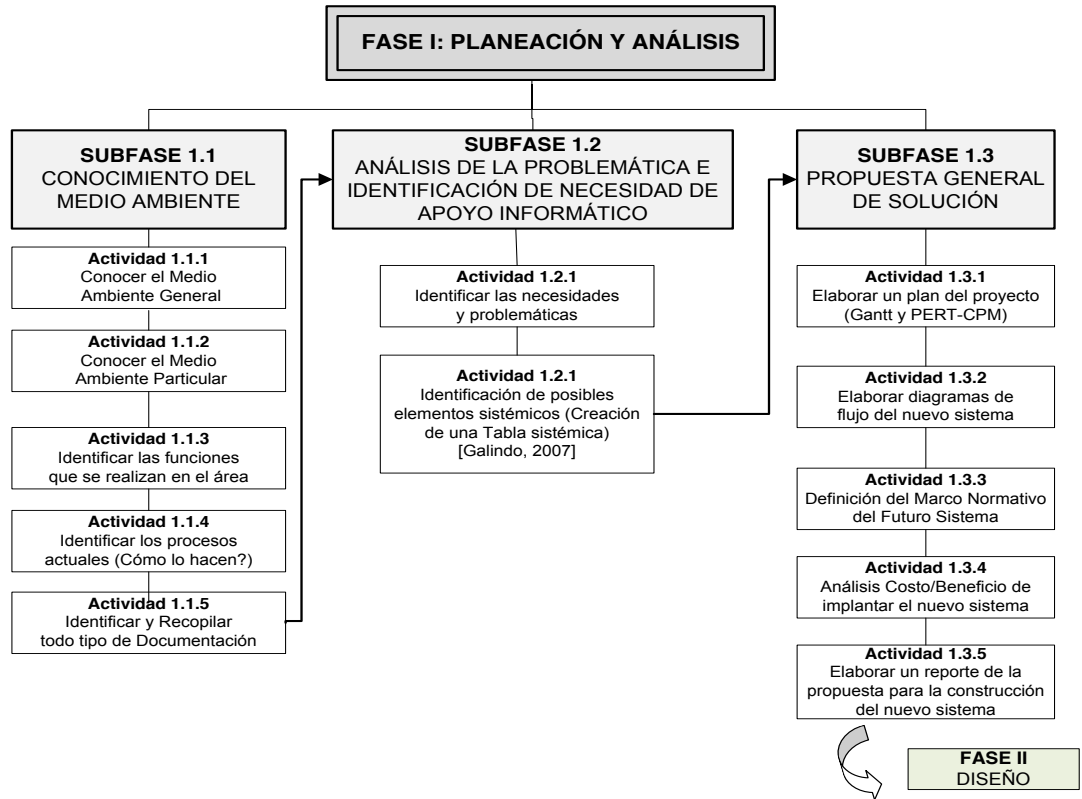 FASE I: PLANEACIÓN Y ANÁLISIS
SUBFASE 1.1
CONOCIMIENTO DEL
MEDIO AMBIENTE
Actividad 1.1.1
Conocer el Medio
Ambiente General
Actividad 1.1.2
Conocer el Medio
Ambiente Particular
Actividad 1.1.3
Identificar las funciones
que se realizan en el área
Actividad 1.1.4
Identificar los procesos
actuales (Cómo lo hacen?)
Actividad 1.1.5
Identificar y Recopilar
todo tipo de Documentación
SUBFASE 1.2
ANÁLISIS DE LA PROBLEMÁTICA E
IDENTIFICACIÓN DE NECESIDAD DE
APOYO INFORMÁTICO
Actividad 1.2.1
Identificar las necesidades
y problemáticas
Actividad 1.2.1
Identificación de posibles
elementos sistémicos (Creación
de una Tabla sistémica)
[Galindo, 2007]
SUBFASE 1.3
PROPUESTA GENERAL
DE SOLUCIÓN
Actividad 1.3.1
Elaborar un plan del proyecto
(Gantt y PERT-CPM)
Actividad 1.3.2
Elaborar diagramas de
flujo del nuevo sistema
Actividad 1.3.3
Definición del Marco Normativo
del Futuro Sistema
Actividad 1.3.4
Análisis Costo/Beneficio de
implantar el nuevo sistema
Actividad 1.3.5
Elaborar un reporte de la
propuesta para la construcción
del nuevo sistema
FASE II
DISEÑO